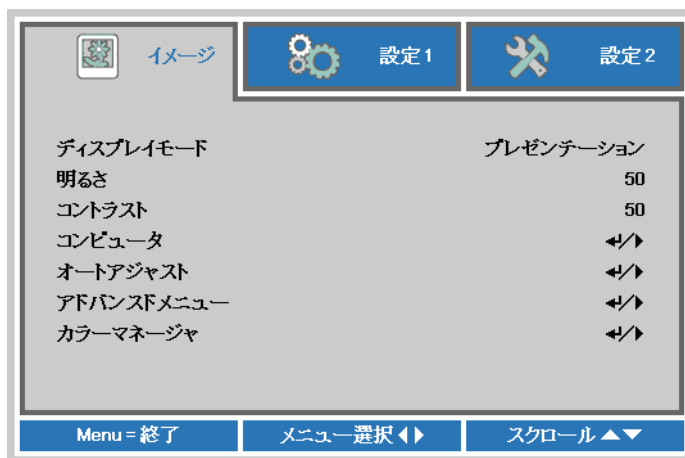 イメージ
設定1
設定2
ディスプレイモード プレゼンテーション
明るさ 50
コントラスト 50
コンピュータ ↵/▶
オートアジャスト ↵/▶
アドバンスドメニュー ↵/▶
カラーマネージャ ↵/▶
Menu = 終了
メニュー選択 ◀▶
スクロール ▲▼